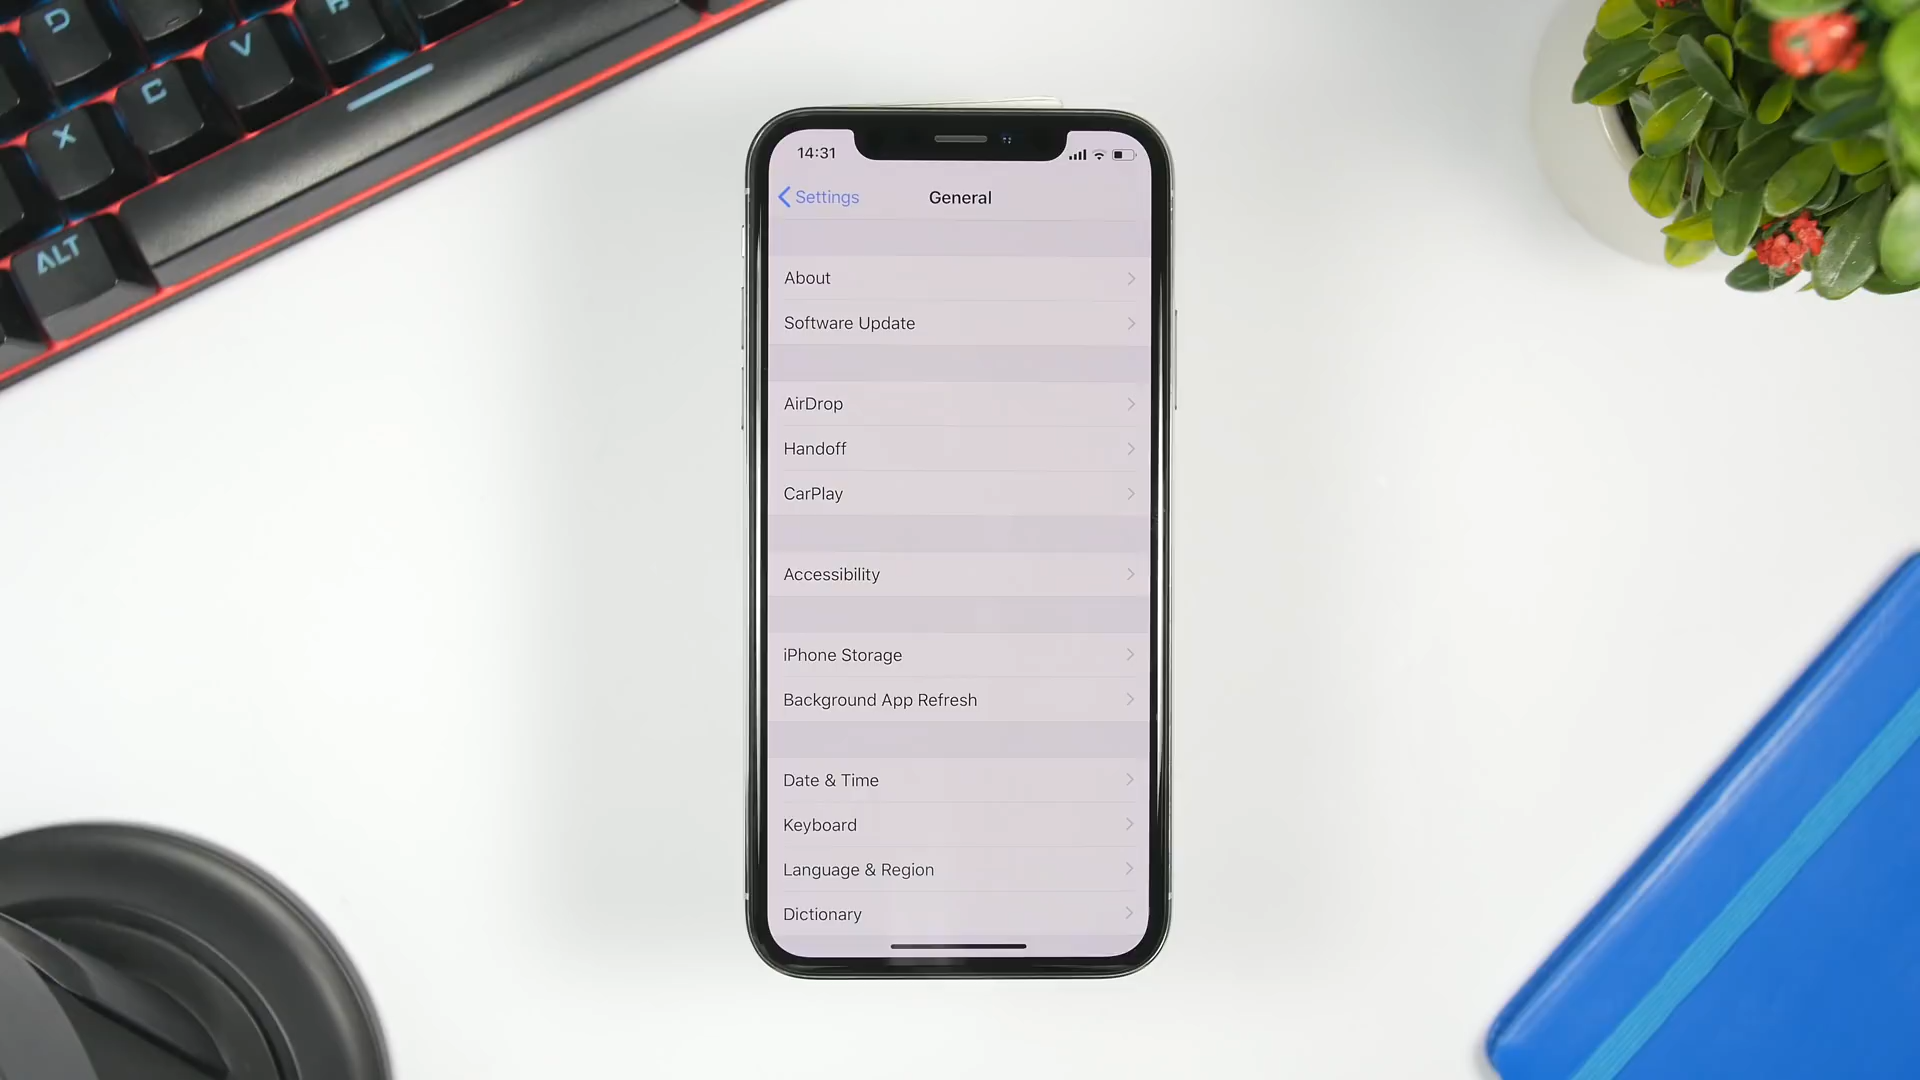 D
V
B
C
X
ALT
14:31
Settings
General
About
Software Update
AirDrop
Handoff
CarPlay
Accessibility
iPhone Storage
Background App Refresh
Date & Time
Keyboard
Language & Region
Dictionary